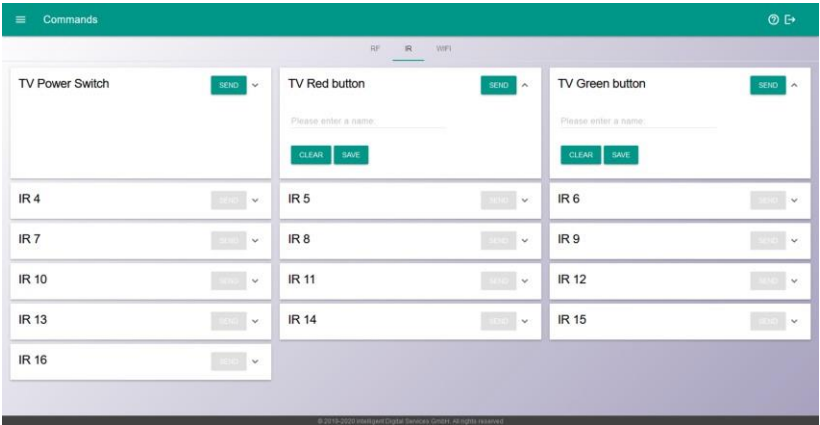 Commands
RF IR WIFI
TV Power Switch SEND
TV Red button SEND
Please enter a name.
CLEAR SAVE
TV Green button SEND
Please enter a name.
CLEAR SAVE
IR 4 SEND
IR 5 SEND
IR 6 SEND
IR 7 SEND
IR 8 SEND
IR 9 SEND
IR 10 SEND
IR 11 SEND
IR 12 SEND
IR 13 SEND
IR 14 SEND
IR 15 SEND
IR 16 SEND
© 2019-2020 intelligent Digital Services GmbH. All rights reserved